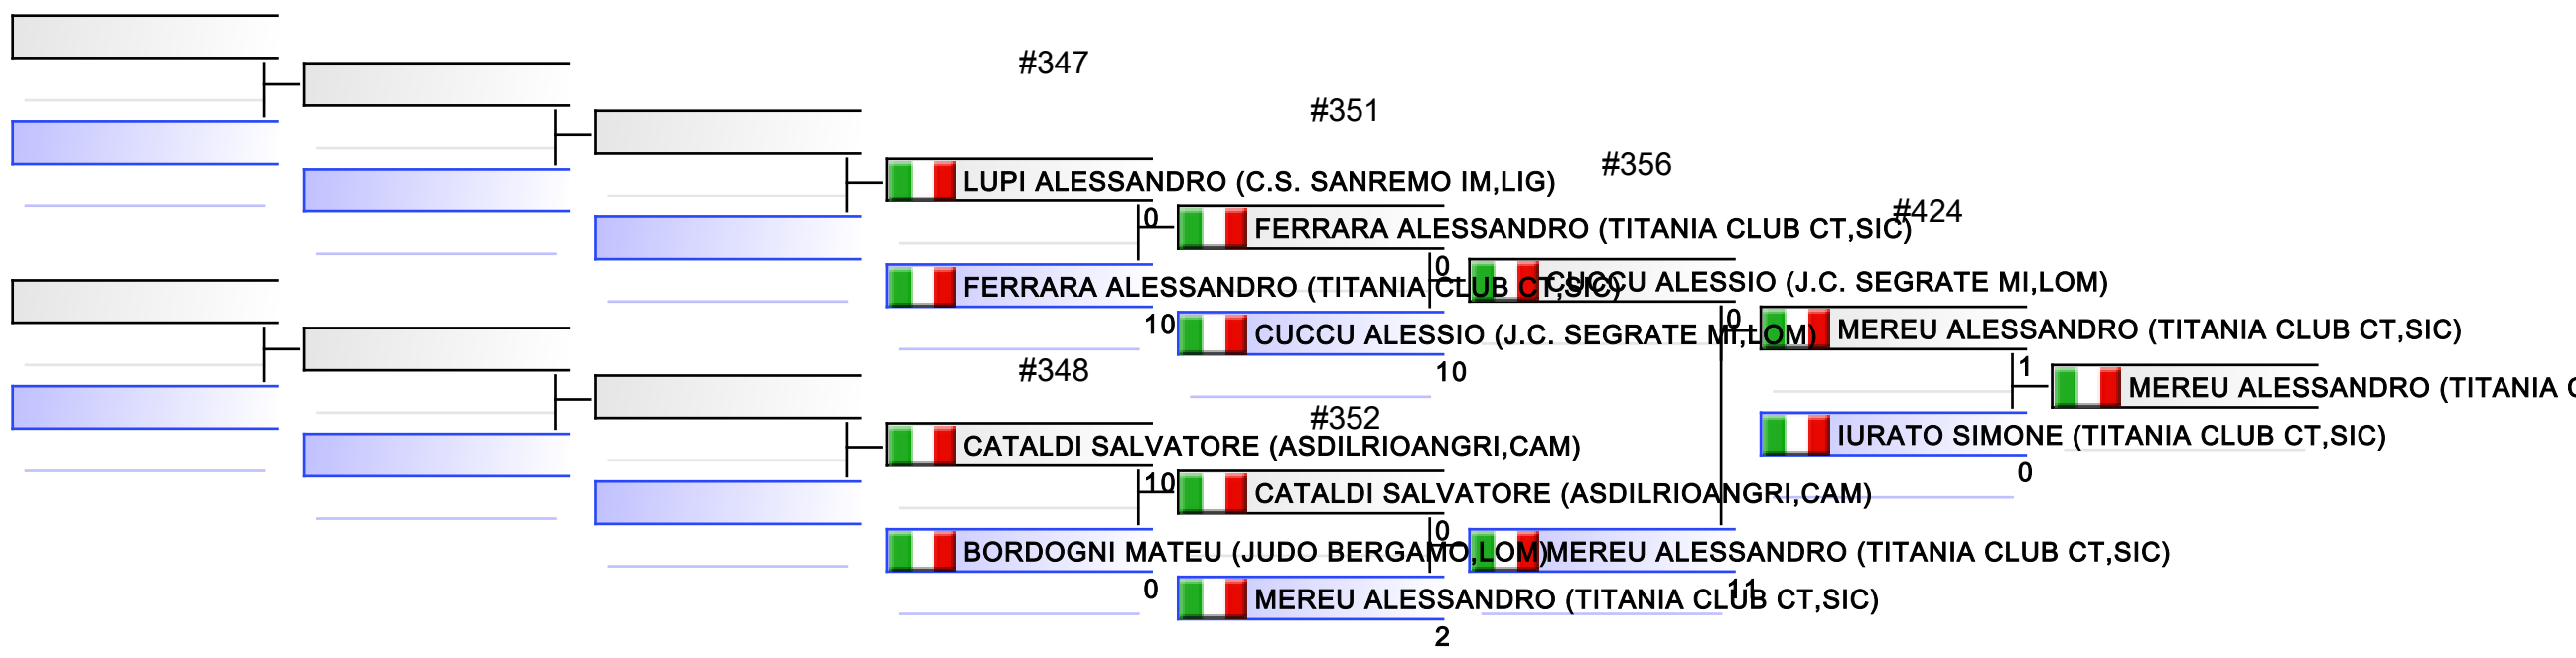 #347
#351
#356
LUPI ALESSANDRO (C.S. SANREMO IM,LIG)
#424
0
FERRARA ALESSANDRO (TITANIA CLUB CT,SIC)
0
CUCCU ALESSIO (J.C. SEGRATE MI,LOM)
FERRARA ALESSANDRO (TITANIA CLUB CT,SIC)
10
0
MEREU ALESSANDRO (TITANIA CLUB CT,SIC)
CUCCU ALESSIO (J.C. SEGRATE MI,LOM)
#348
10
1
MEREU ALESSANDRO (TITANIA C
#352
IURATO SIMONE (TITANIA CLUB CT,SIC)
CATALDI SALVATORE (ASDILRIOANGRI,CAM)
0
10
CATALDI SALVATORE (ASDILRIOANGRI,CAM)
0
BORDOGNI MATEU (JUDO BERGAMO,LOM)
MEREU ALESSANDRO (TITANIA CLUB CT,SIC)
0
11
MEREU ALESSANDRO (TITANIA CLUB CT,SIC)
2